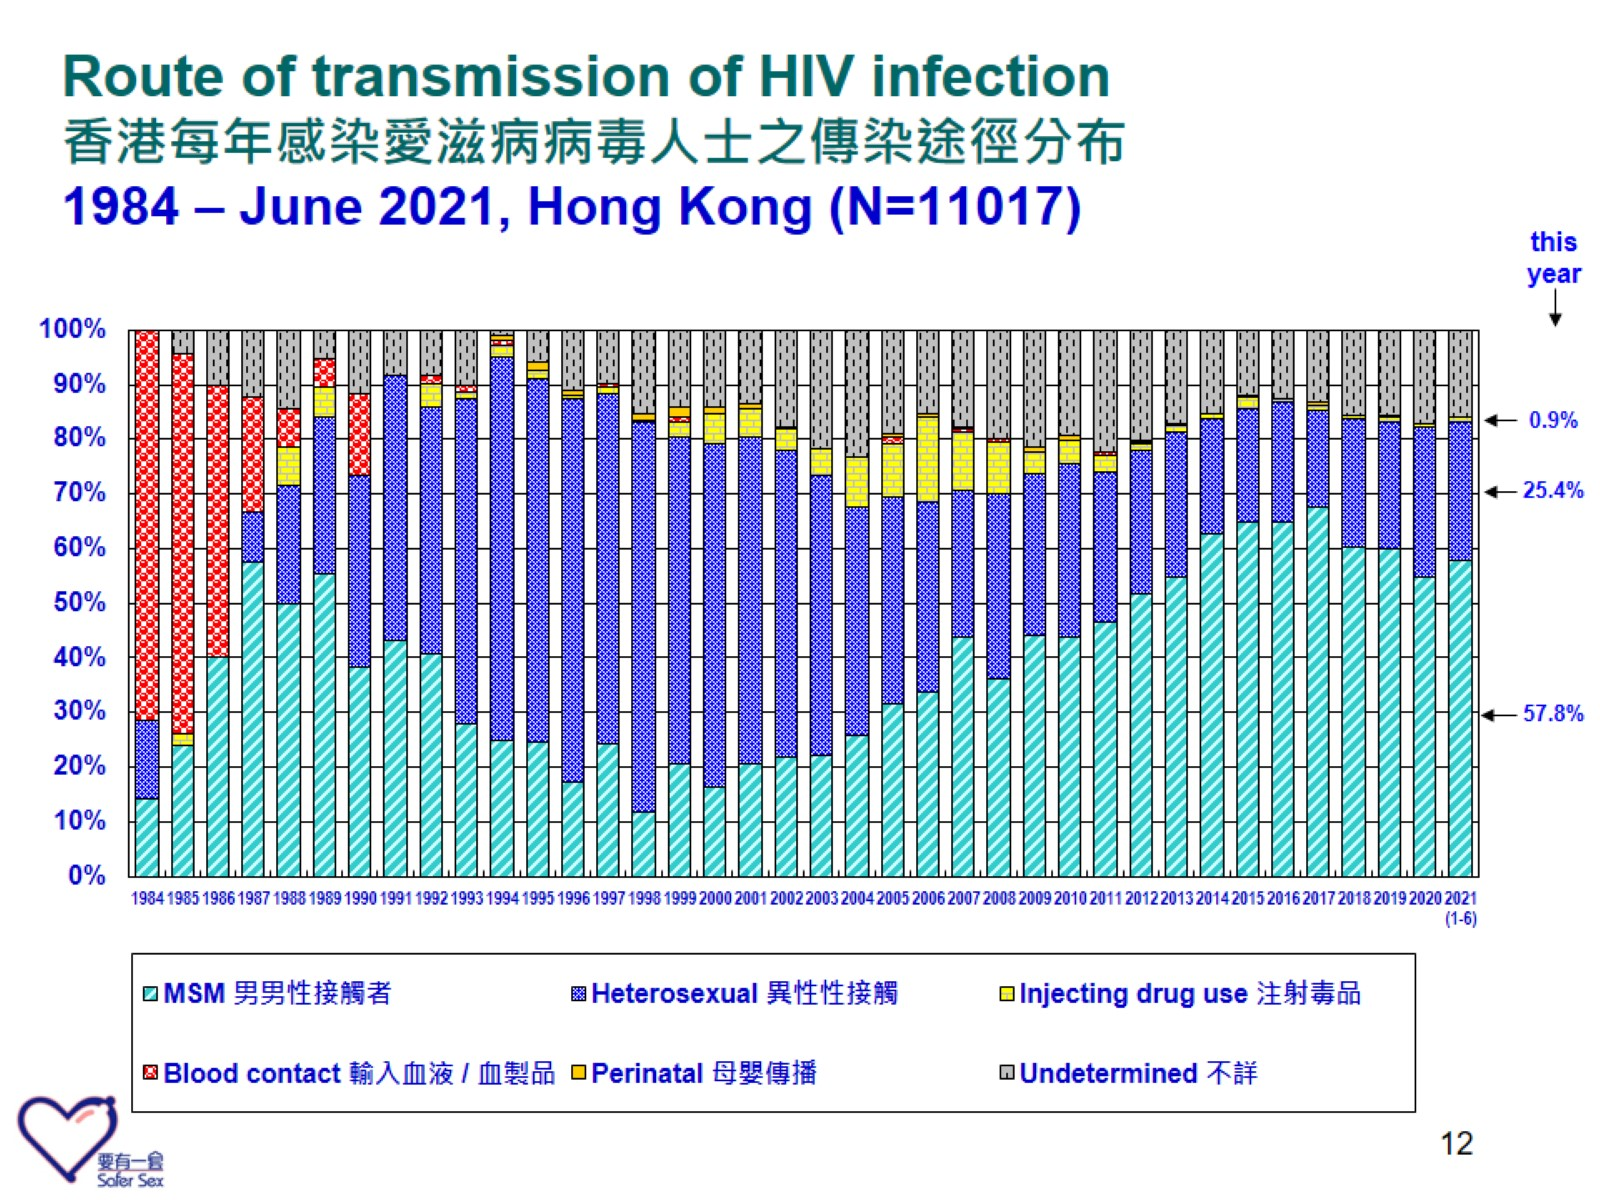 Route of transmission of HIV infection
香港每年感染愛滋病病毒人士之傳染途徑分布
1984 – June 2021, Hong Kong (N=11017)
this
year
100%
90%
80%
70%
60%
50%
40%
30%
20%
10%
0%
0.9%
25.4%
57.8%
1984 1985 1986 1987 1988 1989 1990 1991 1992 1993 1994 1995 1996 1997 1998 1999 2000 2001 2002 2003 2004 2005 2006 2007 2008 2009 2010 2011 2012 2013 2014 2015 2016 2017 2018 2019 2020 2021
(1-6)
MSM 男男性接觸者 Heterosexual 異性性接觸 Injecting drug use 注射毒品
Blood contact 輸入血液 / 血製品 Perinatal 母嬰傳播 Undetermined 不詳
要有一套
Safer Sex
12